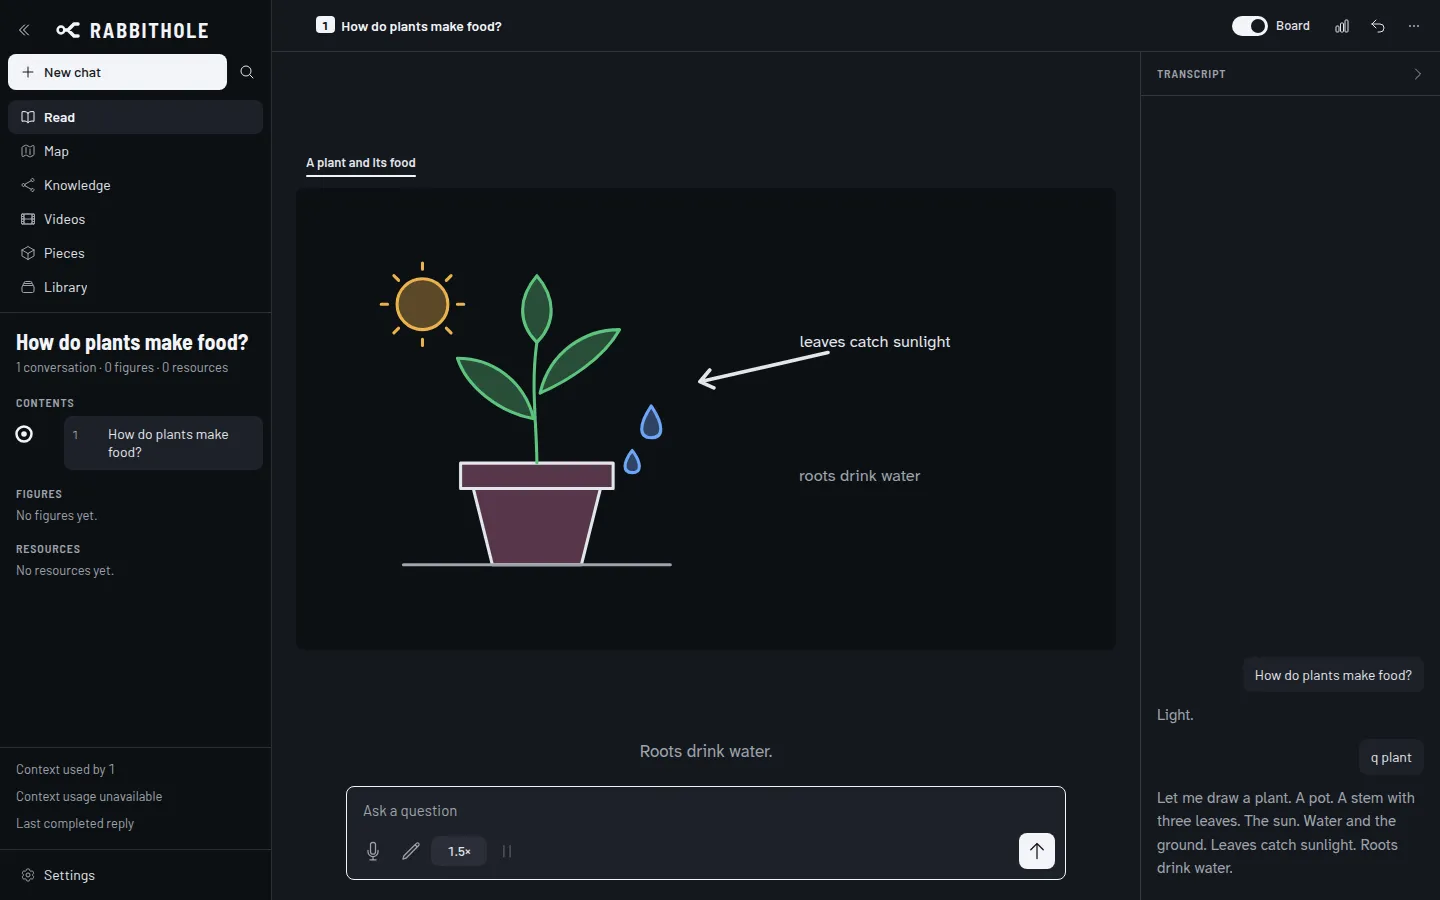 RABBITHOLE
New chat
Read
Map
Knowledge
Videos
Pieces
Library
How do plants make food?
1 conversation · 0 figures · 0 resources
CONTENTS
1 How do plants make
food?
FIGURES
No figures yet.
RESOURCES
No resources yet.
Context used by 1
Context usage unavailable
Last completed reply
Settings
1 How do plants make food?
Board
A plant and its food
leaves catch sunlight
roots drink water
Roots drink water.
Ask a question
1.5×
TRANSCRIPT
How do plants make food?
Light.
q plant
Let me draw a plant. A pot. A stem with
three leaves. The sun. Water and the
ground. Leaves catch sunlight. Roots
drink water.